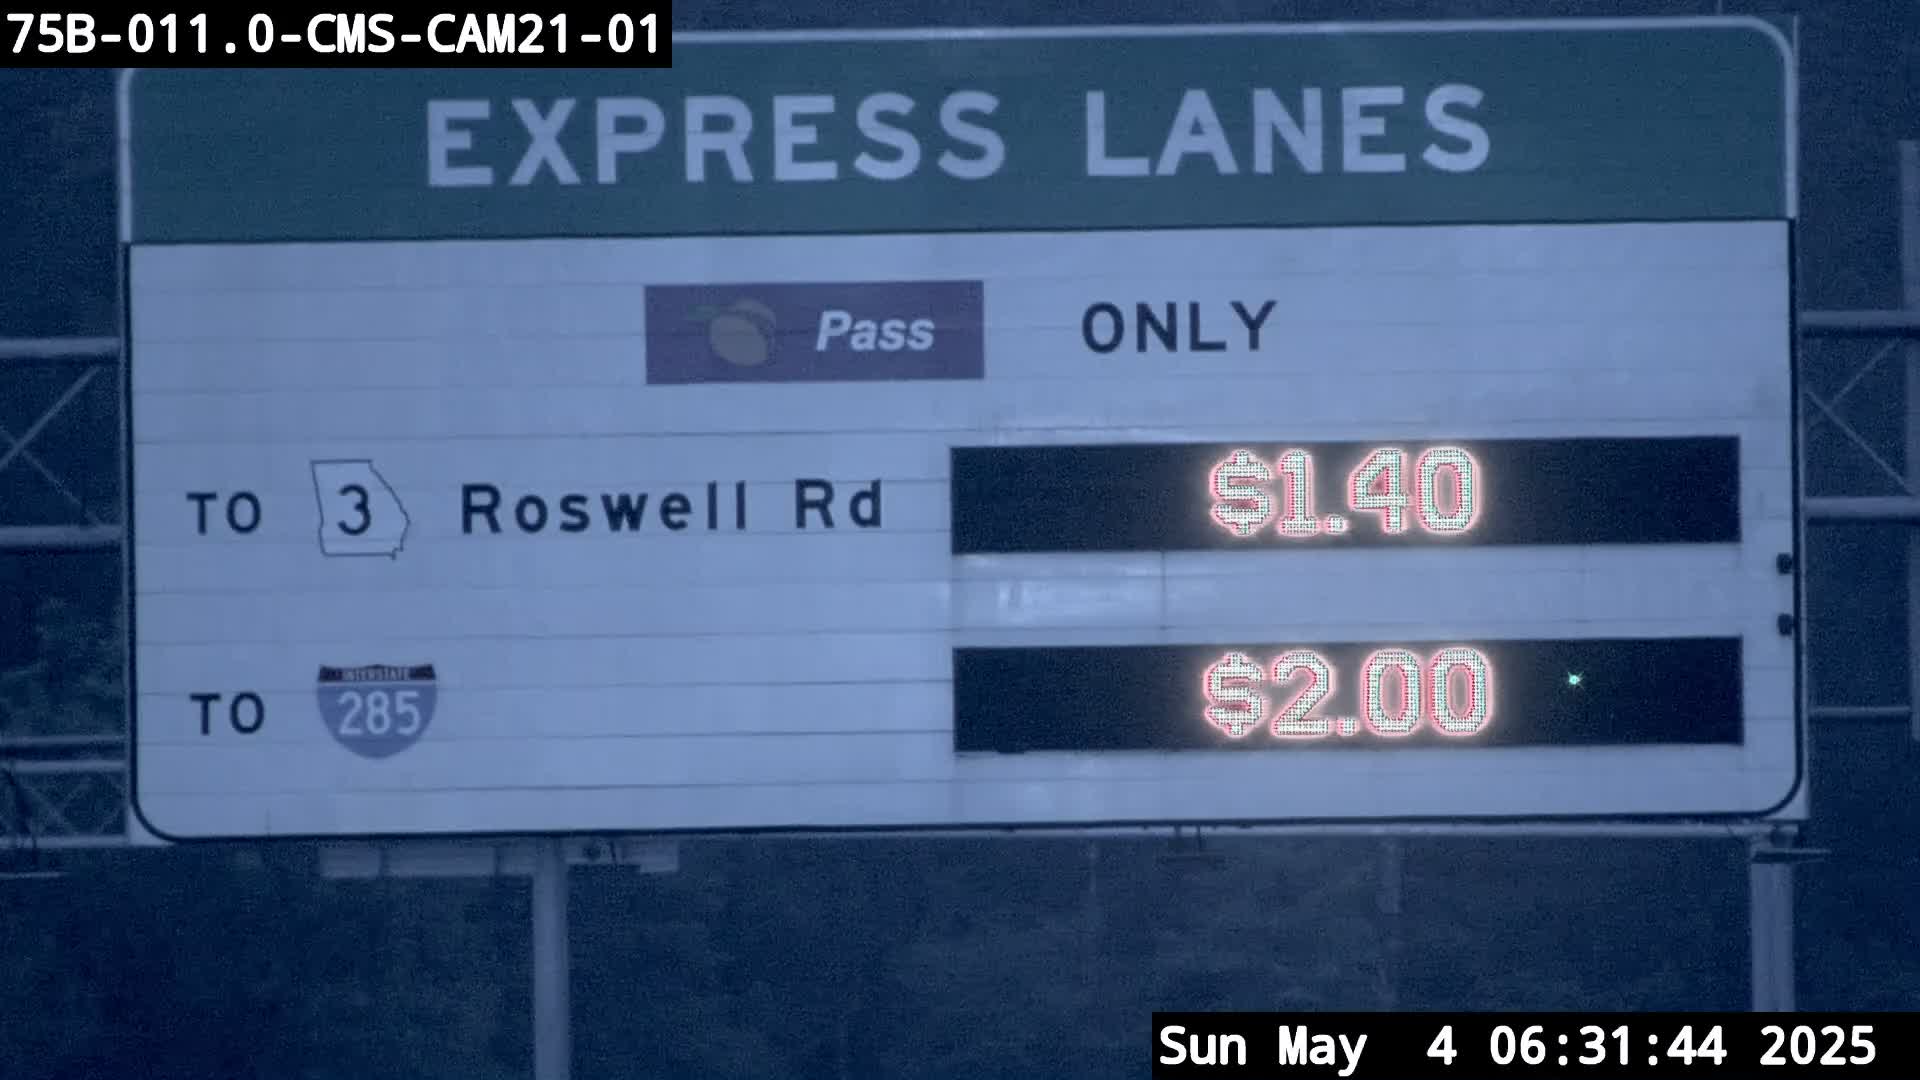 75B-011.0-CMS-CAM21-01
EXPRESS LANES
Pass ONLY
TO 3 Roswell Rd $1.40
TO INTERSTATE 285 $2.00
Sun May 4 06:31:44 2025